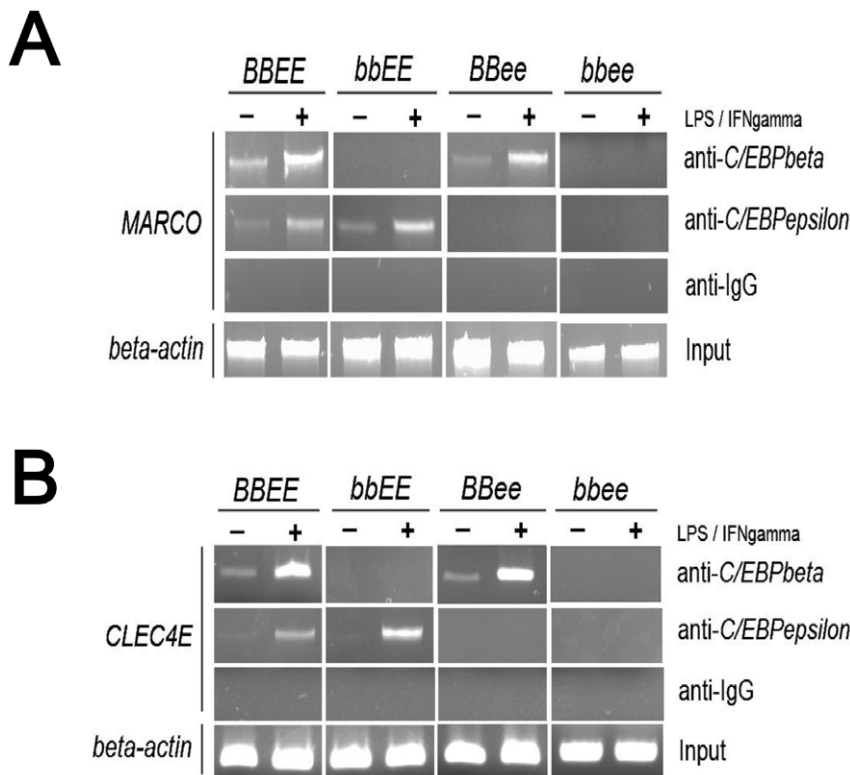 A
BBEE bbEE BBee bbee
− + − + − + − + LPS / IFNgamma
anti-C/EBPbeta
MARCO anti-C/EBPepsilon
anti-IgG
beta-actin Input
B
BBEE bbEE BBee bbee
− + − + − + − + LPS / IFNgamma
anti-C/EBPbeta
CLEC4E anti-C/EBPepsilon
anti-IgG
beta-actin Input